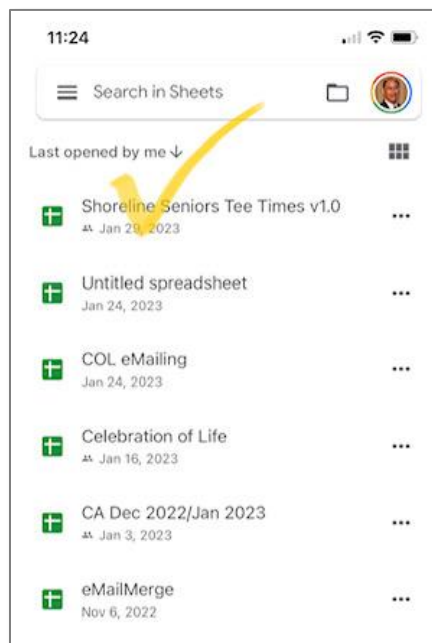 11:24
Search in Sheets
Last opened by me ↓
Shoreline Seniors Tee Times v1.0
Jan 29, 2023
Untitled spreadsheet
Jan 24, 2023
COL eMailing
Jan 24, 2023
Celebration of Life
Jan 16, 2023
CA Dec 2022/Jan 2023
Jan 3, 2023
eMailMerge
Nov 6, 2022